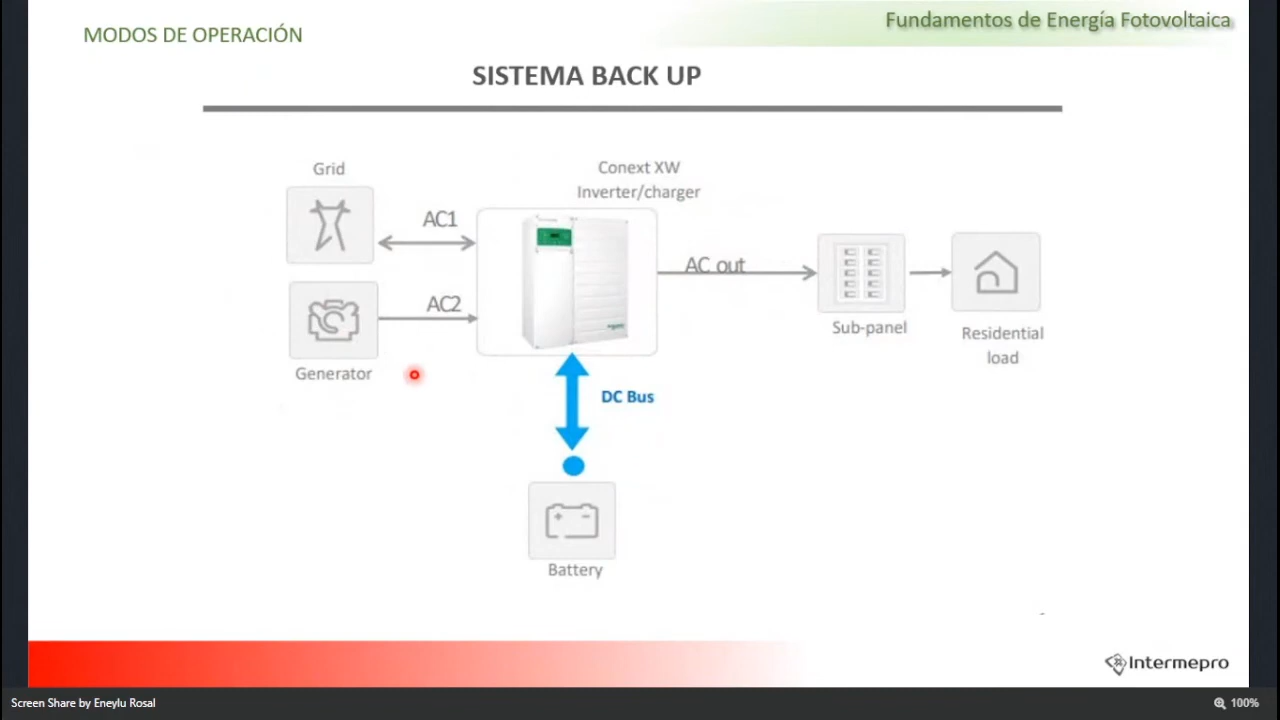 MODOS DE OPERACIÓN
Fundamentos de Energía Fotovoltaica
SISTEMA BACK UP
Grid
Conext XW
Inverter/charger
AC1
AC out
AC2
Sub-panel
Residential
load
Generator
DC Bus
Battery
Intermepro
Screen Share by Eneylu Rosal
100%